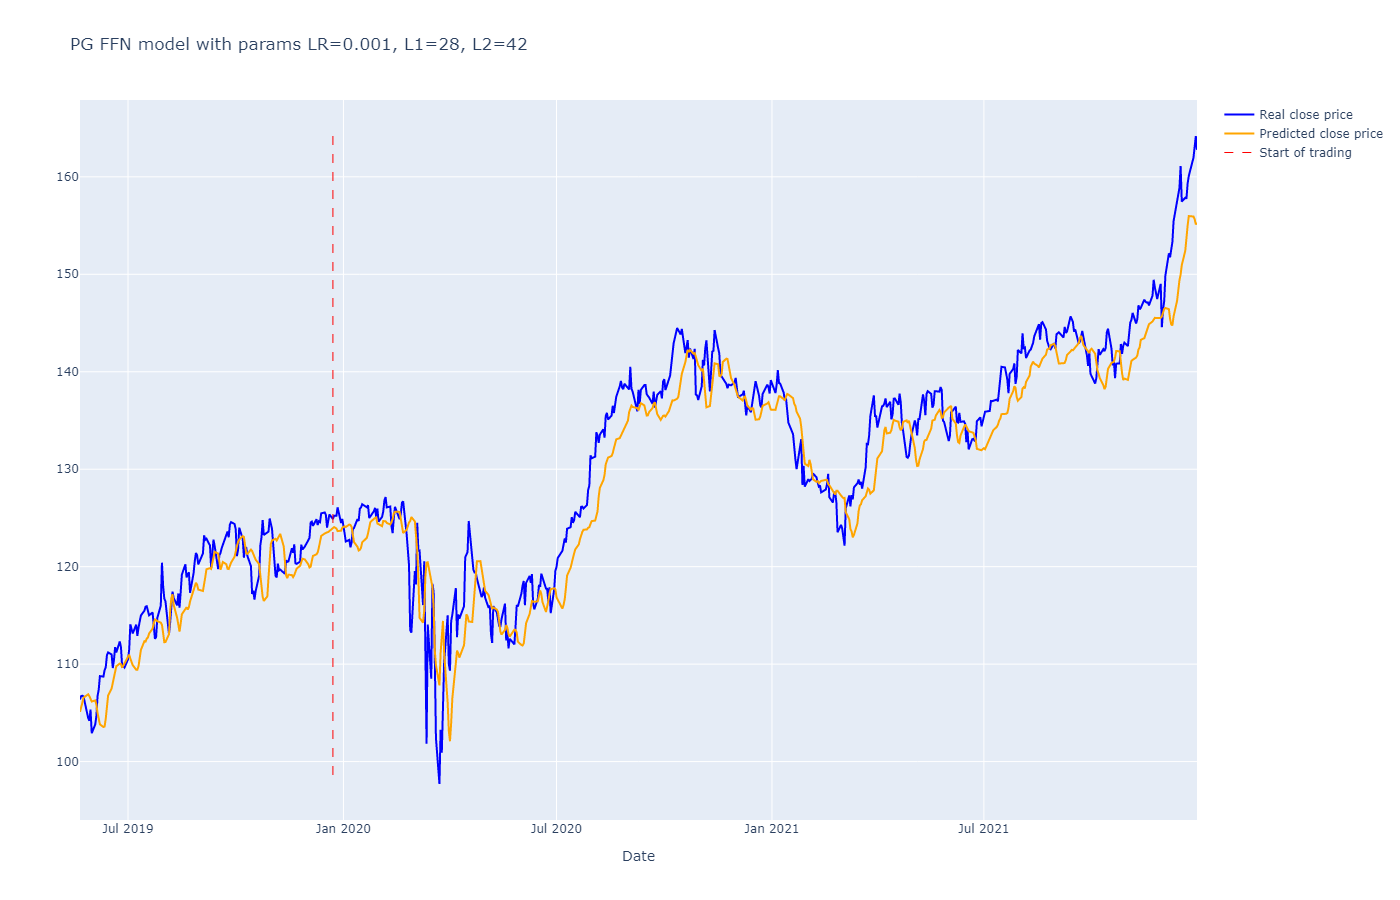 PG FFN model with params LR=0.001, L1=28, L2=42
Real close price
Predicted close price
Start of trading
160
150
140
130
120
110
100
Jul 2019
Jan 2020
Jul 2020
Jan 2021
Jul 2021
Date